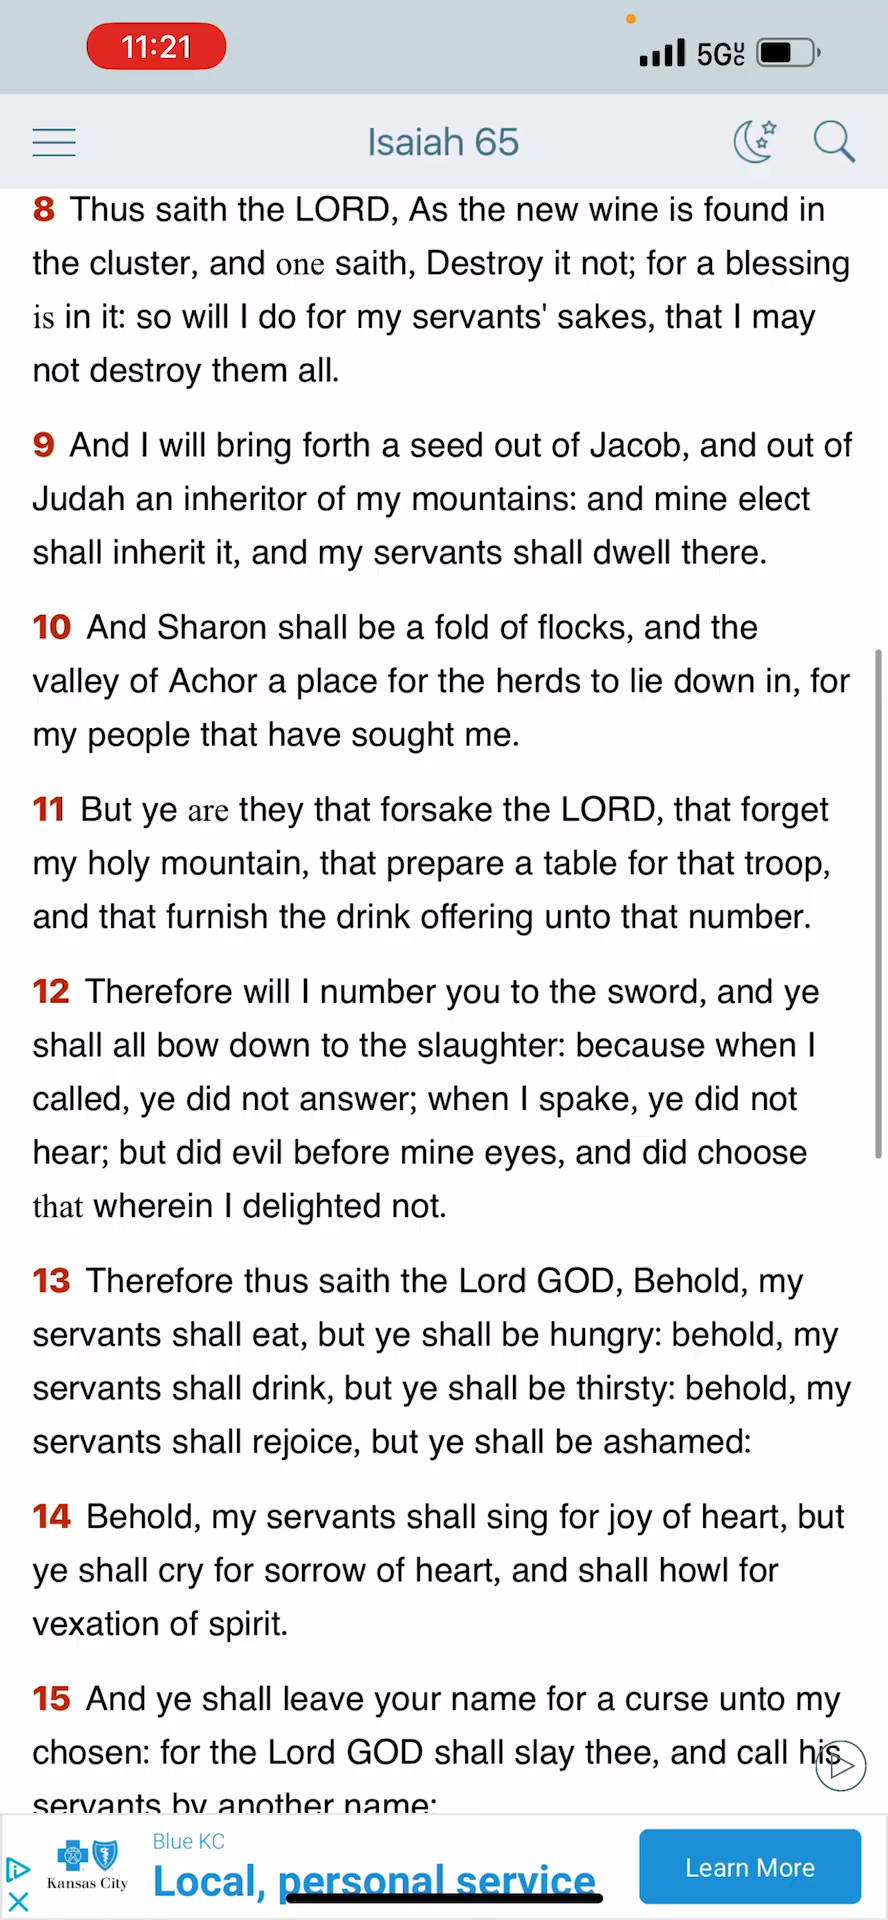 11:21
5GUC
Isaiah 65
8 Thus saith the LORD, As the new wine is found in
the cluster, and one saith, Destroy it not; for a blessing
is in it: so will I do for my servants' sakes, that I may
not destroy them all.
9 And I will bring forth a seed out of Jacob, and out of
Judah an inheritor of my mountains: and mine elect
shall inherit it, and my servants shall dwell there.
10 And Sharon shall be a fold of flocks, and the
valley of Achor a place for the herds to lie down in, for
my people that have sought me.
11 But ye are they that forsake the LORD, that forget
my holy mountain, that prepare a table for that troop,
and that furnish the drink offering unto that number.
12 Therefore will I number you to the sword, and ye
shall all bow down to the slaughter: because when I
called, ye did not answer; when I spake, ye did not
hear; but did evil before mine eyes, and did choose
that wherein I delighted not.
13 Therefore thus saith the Lord GOD, Behold, my
servants shall eat, but ye shall be hungry: behold, my
servants shall drink, but ye shall be thirsty: behold, my
servants shall rejoice, but ye shall be ashamed:
14 Behold, my servants shall sing for joy of heart, but
ye shall cry for sorrow of heart, and shall howl for
vexation of spirit.
15 And ye shall leave your name for a curse unto my
chosen: for the Lord GOD shall slay thee, and call his
servants by another name:
Blue KC
Local, personal service
Kansas City
Learn More